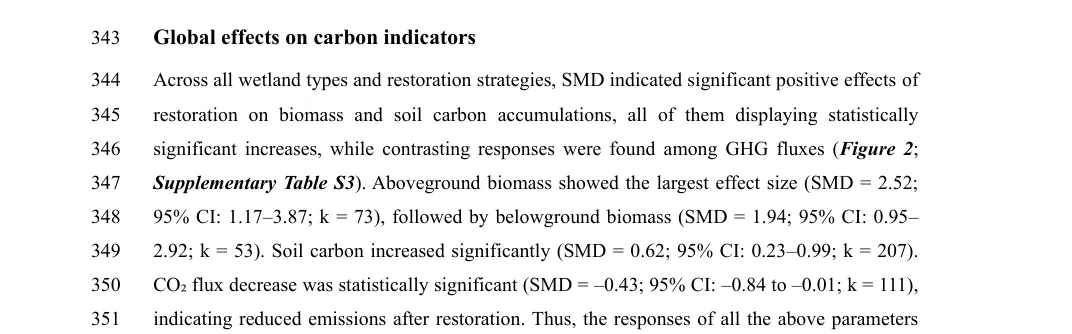 343 Global effects on carbon indicators
344 Across all wetland types and restoration strategies, SMD indicated significant positive effects of
345 restoration on biomass and soil carbon accumulations, all of them displaying statistically
346 significant increases, while contrasting responses were found among GHG fluxes (Figure 2;
347 Supplementary Table S3). Aboveground biomass showed the largest effect size (SMD = 2.52;
348 95% CI: 1.17–3.87; k = 73), followed by belowground biomass (SMD = 1.94; 95% CI: 0.95–
349 2.92; k = 53). Soil carbon increased significantly (SMD = 0.62; 95% CI: 0.23–0.99; k = 207).
350 CO₂ flux decrease was statistically significant (SMD = –0.43; 95% CI: –0.84 to –0.01; k = 111),
351 indicating reduced emissions after restoration. Thus, the responses of all the above parameters